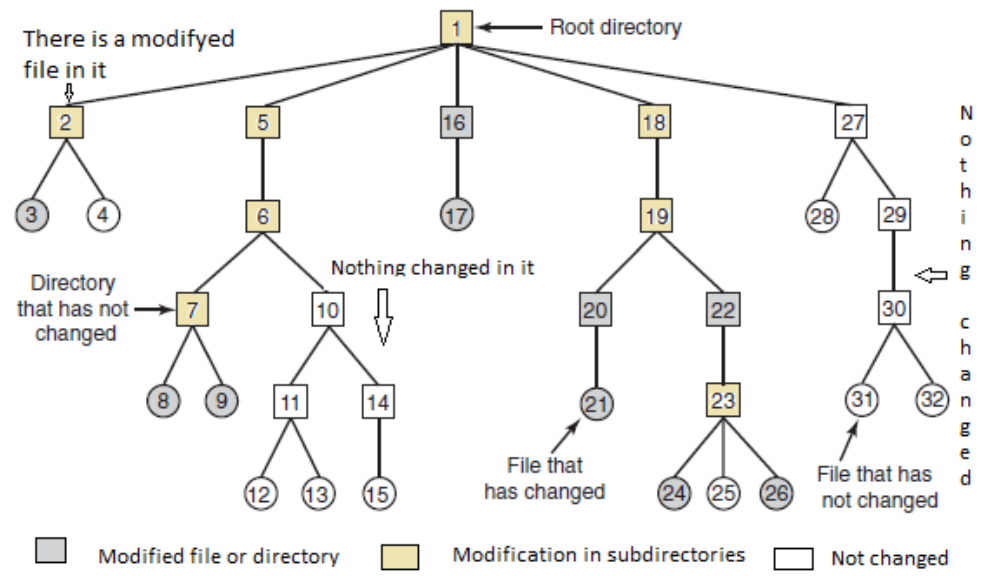 1
Root directory
There is a modifyed
file in it
2
5
16
18
27
3
4
6
17
19
28
29
Nothing changed
Nothing changed in it
Directory
that has not
changed
7
10
20
22
30
8
9
11
14
21
23
31
32
File that
has changed
File that has
not changed
12
13
15
24
25
26
Modified file or directory
Modification in subdirectories
Not changed